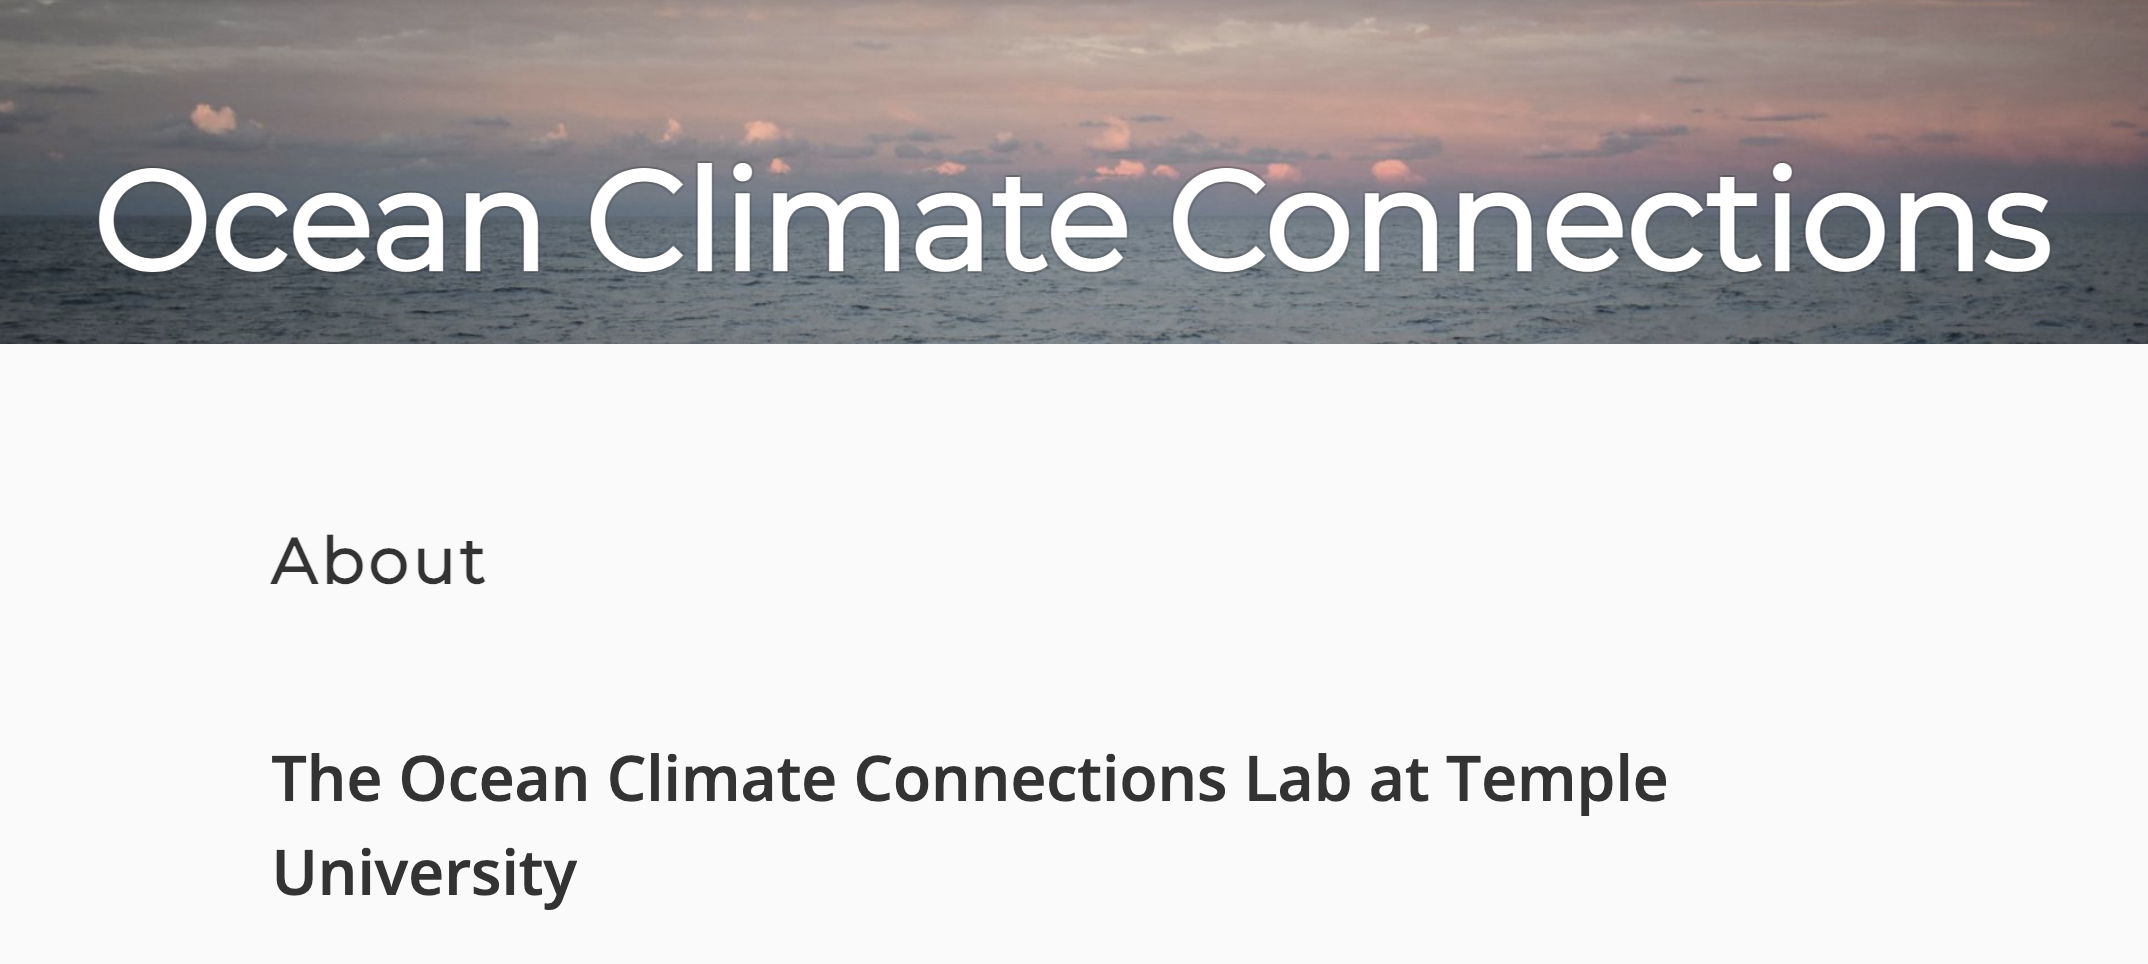 Ocean Climate Connections
About
The Ocean Climate Connections Lab at Temple
University